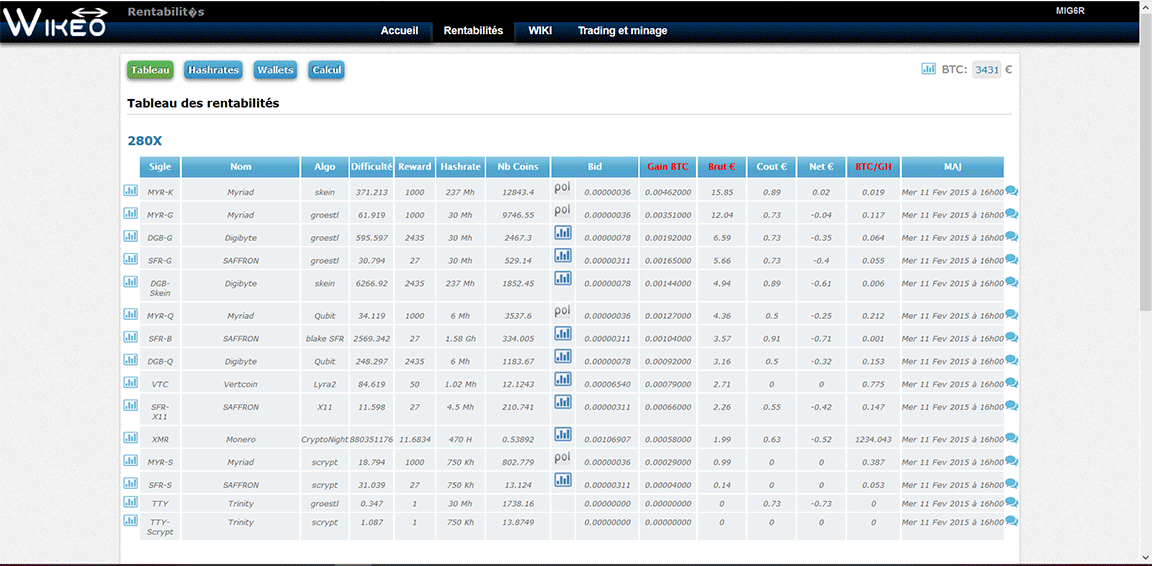 WIKEO
Rentabilit�s
MIG6R
Accueil Rentabilités WIKI Trading et minage
Tableau Hashrates Wallets Calcul BTC: 3431 €
Tableau des rentabilités
280X
Sigle Nom Algo Difficulté Reward Hashrate Nb Coins Bid Gain BTC Brut € Cout € Net € BTC/GH MAJ
MYR-K Myriad skein 371.213 1000 237 Mh 12843.4 pol 0.00000036 0.00462000 15.85 0.89 0.02 0.019 Mer 11 Fev 2015 à 16h00
MYR-G Myriad groestl 61.919 1000 30 Mh 9746.55 pol 0.00000036 0.00351000 12.04 0.73 -0.04 0.117 Mer 11 Fev 2015 à 16h00
DGB-G Digibyte groestl 595.597 2435 30 Mh 2467.3 0.00000078 0.00192000 6.59 0.73 -0.35 0.064 Mer 11 Fev 2015 à 16h00
SFR-G SAFFRON groestl 30.794 27 30 Mh 529.14 0.00000311 0.00165000 5.66 0.73 -0.4 0.055 Mer 11 Fev 2015 à 16h00
DGB-
Skein Digibyte skein 6266.92 2435 237 Mh 1852.45 0.00000078 0.00144000 4.94 0.89 -0.61 0.006 Mer 11 Fev 2015 à 16h00
MYR-Q Myriad Qubit 34.119 1000 6 Mh 3537.6 pol 0.00000036 0.00127000 4.36 0.5 -0.25 0.212 Mer 11 Fev 2015 à 16h00
SFR-B SAFFRON blake SFR 2569.342 27 1.58 Gh 334.005 0.00000311 0.00104000 3.57 0.91 -0.71 0.001 Mer 11 Fev 2015 à 16h00
DGB-Q Digibyte Qubit 248.297 2435 6 Mh 1183.67 0.00000078 0.00092000 3.16 0.5 -0.32 0.153 Mer 11 Fev 2015 à 16h00
VTC Vertcoin Lyra2 84.619 50 1.02 Mh 12.1243 0.00006540 0.00079000 2.71 0 0 0.775 Mer 11 Fev 2015 à 16h00
SFR-
X11 SAFFRON X11 11.598 27 4.5 Mh 210.741 0.00000311 0.00066000 2.26 0.55 -0.42 0.147 Mer 11 Fev 2015 à 16h00
XMR Monero CryptoNight 880351176 11.6834 470 H 0.53892 0.00106907 0.00058000 1.99 0.63 -0.52 1234.043 Mer 11 Fev 2015 à 16h00
MYR-S Myriad scrypt 18.794 1000 750 Kh 802.779 pol 0.00000036 0.00029000 0.99 0 0 0.387 Mer 11 Fev 2015 à 16h00
SFR-S SAFFRON scrypt 31.039 27 750 Kh 13.124 0.00000311 0.00004000 0.14 0 0 0.053 Mer 11 Fev 2015 à 16h00
TTY Trinity groestl 0.347 1 30 Mh 1738.16 0.00000000 0.00000000 0 0.73 -0.73 0 Mer 11 Fev 2015 à 16h00
TTY-
Scrypt Trinity scrypt 1.087 1 750 Kh 13.8749 0.00000000 0.00000000 0 0 0 0 Mer 11 Fev 2015 à 16h00